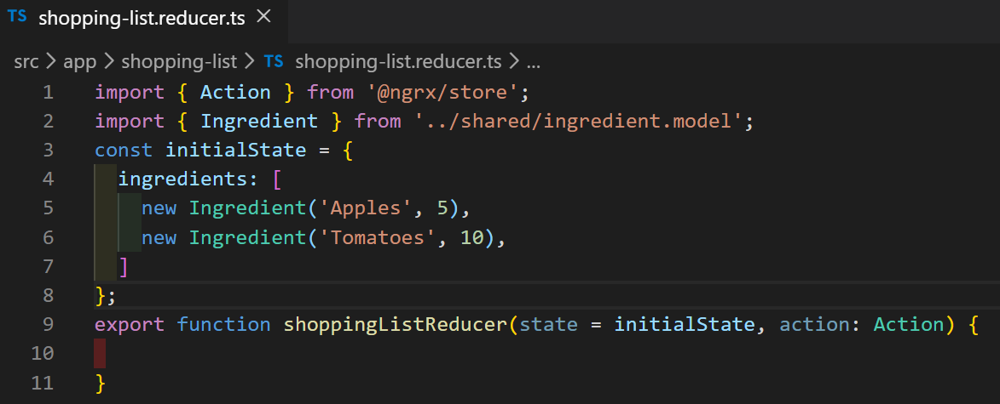 TS shopping-list.reducer.ts ×
src > app > shopping-list > TS shopping-list.reducer.ts > ...
1 import { Action } from '@ngrx/store';
2 import { Ingredient } from '../shared/ingredient.model';
3 const initialState = {
4   ingredients: [
5     new Ingredient('Apples', 5),
6     new Ingredient('Tomatoes', 10),
7   ]
8 };
9 export function shoppingListReducer(state = initialState, action: Action) {
10
11 }